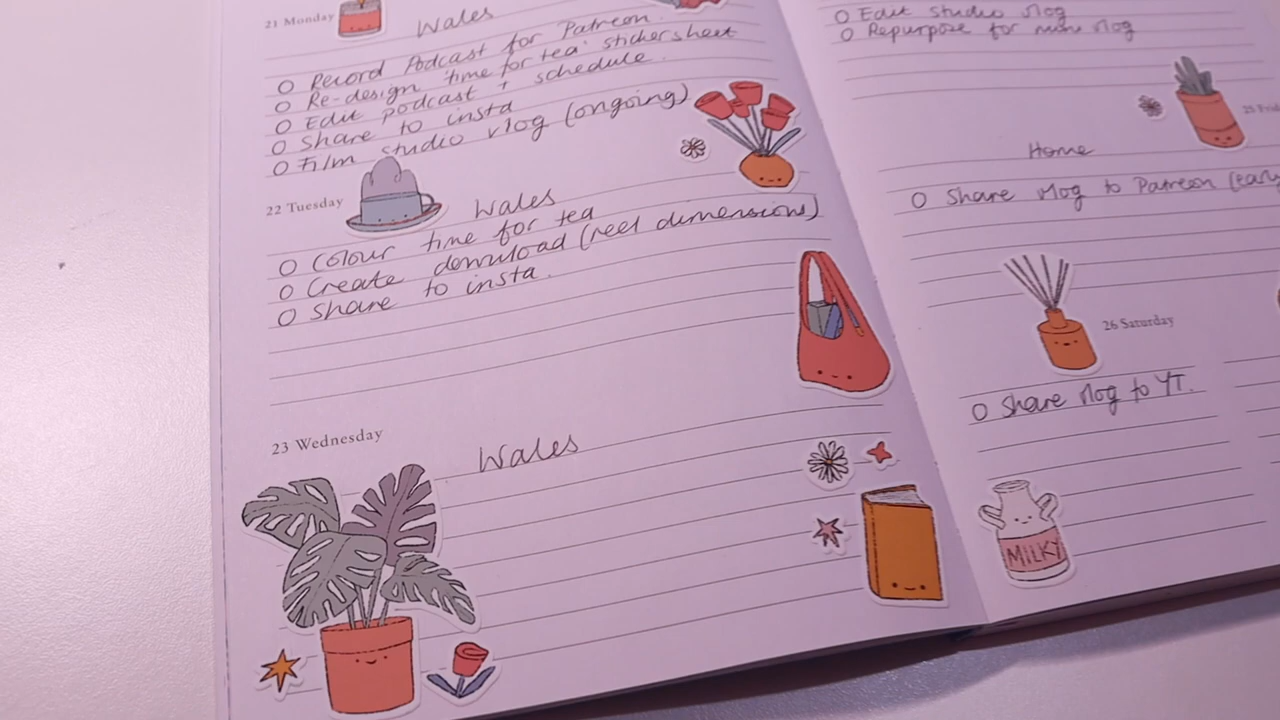 21 Monday
Wales
O Record Podcast for Patreon.
O Re-design time for tea stickersheet
O Edit podcast + schedule.
O Share to insta
O Film studio vlog (ongoing)
22 Tuesday
Wales
O Colour time for tea
O Create download (reel dimensions)
O Share to insta.
23 Wednesday
Wales
O Edit studio vlog
O Repurpose for mini vlog
25 Fri
Home
O Share vlog to Patreon (early
26 Saturday
O Share vlog to YT.
MILKY